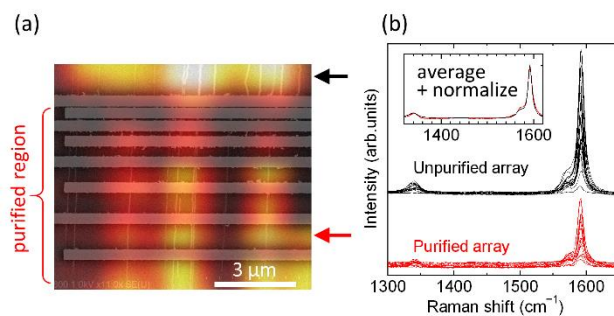 (a)
purified region
3 μm
(b)
Intensity (arb.units)
average
+ normalize
1400
1600
Unpurified array
Purified array
1300
1400
1500
1600
Raman shift (cm⁻¹)